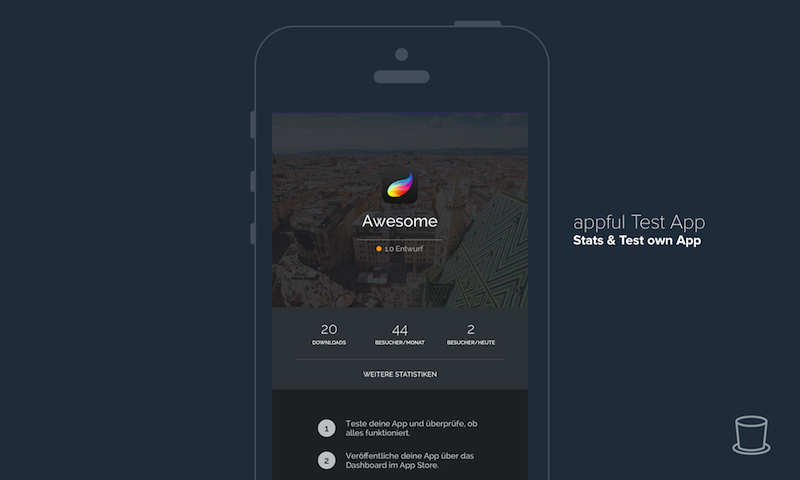 Awesome
1.0 Entwurf
20
DOWNLOADS
44
BESUCHER/MONAT
2
BESUCHER/HEUTE
WEITERE STATISTIKEN
1
Teste deine App und überprüfe, ob
alles funktioniert.
2
Veröffentliche deine App über das
Dashboard im App Store.
appful Test App
Stats & Test own App